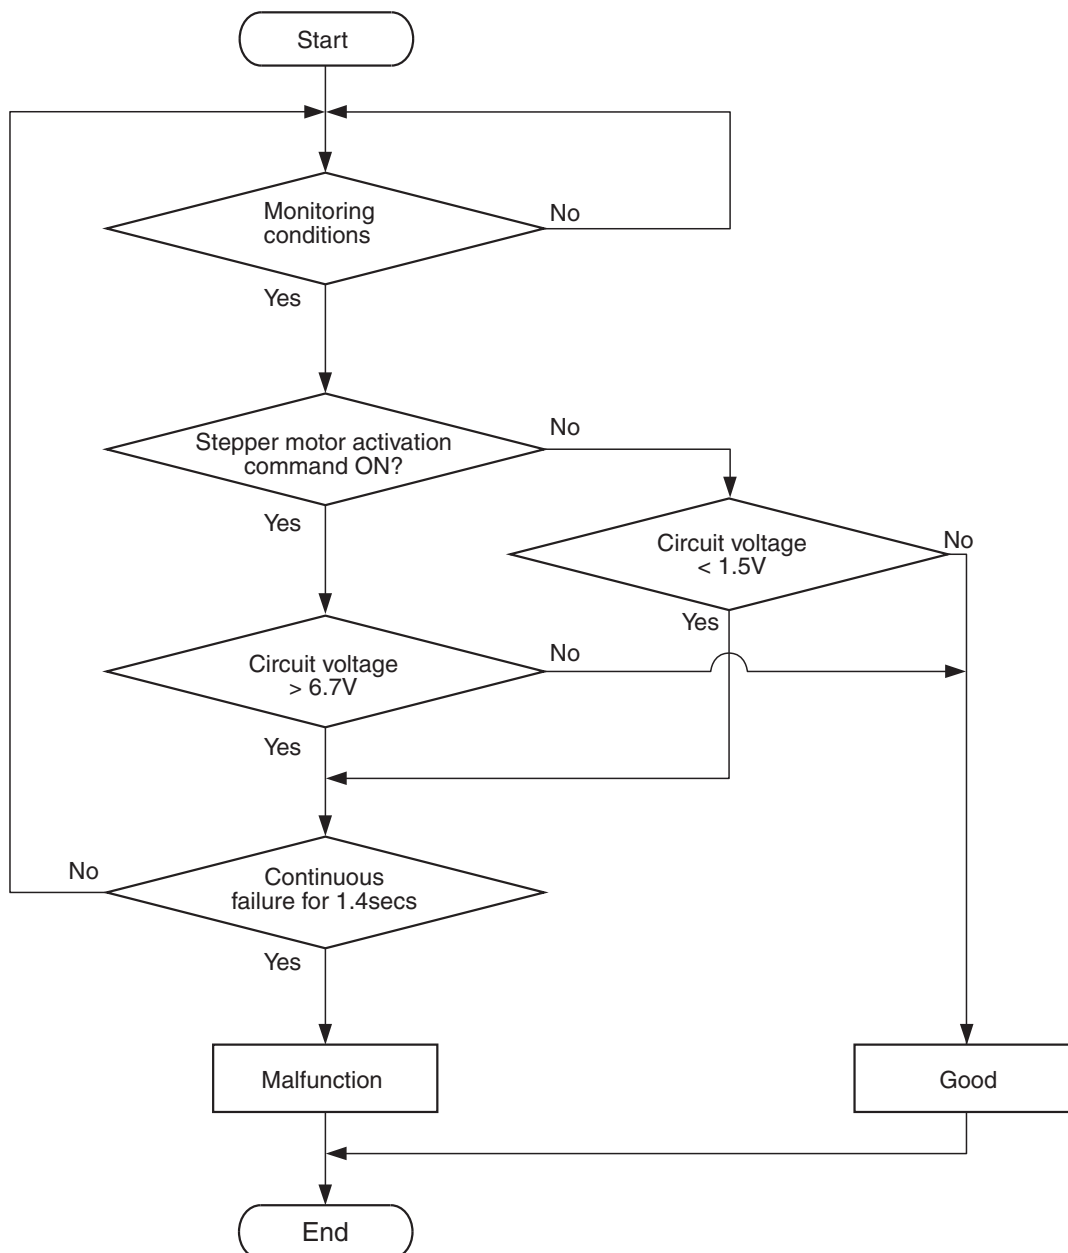 Start
Monitoring
conditions
No
Yes
Stepper motor activation
command ON?
No
Yes
Circuit voltage
< 1.5V
No
Yes
Circuit voltage
> 6.7V
No
Yes
Continuous
failure for 1.4secs
No
Yes
Malfunction
Good
End